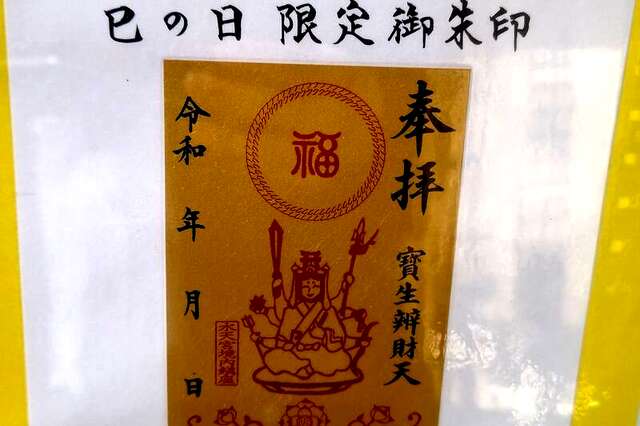 巳の日 限定御朱印
奉拝
寶生辨財天
福
令和 年 月 日